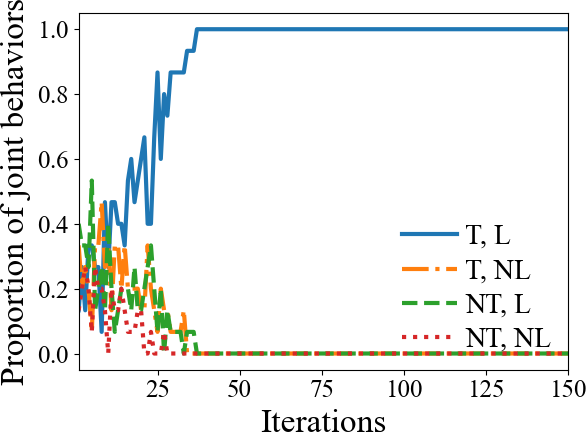 Proportion of joint behaviors
1.0
0.8
0.6
0.4
0.2
0.0
T, L
T, NL
NT, L
NT, NL
25 50 75 100 125 150
Iterations